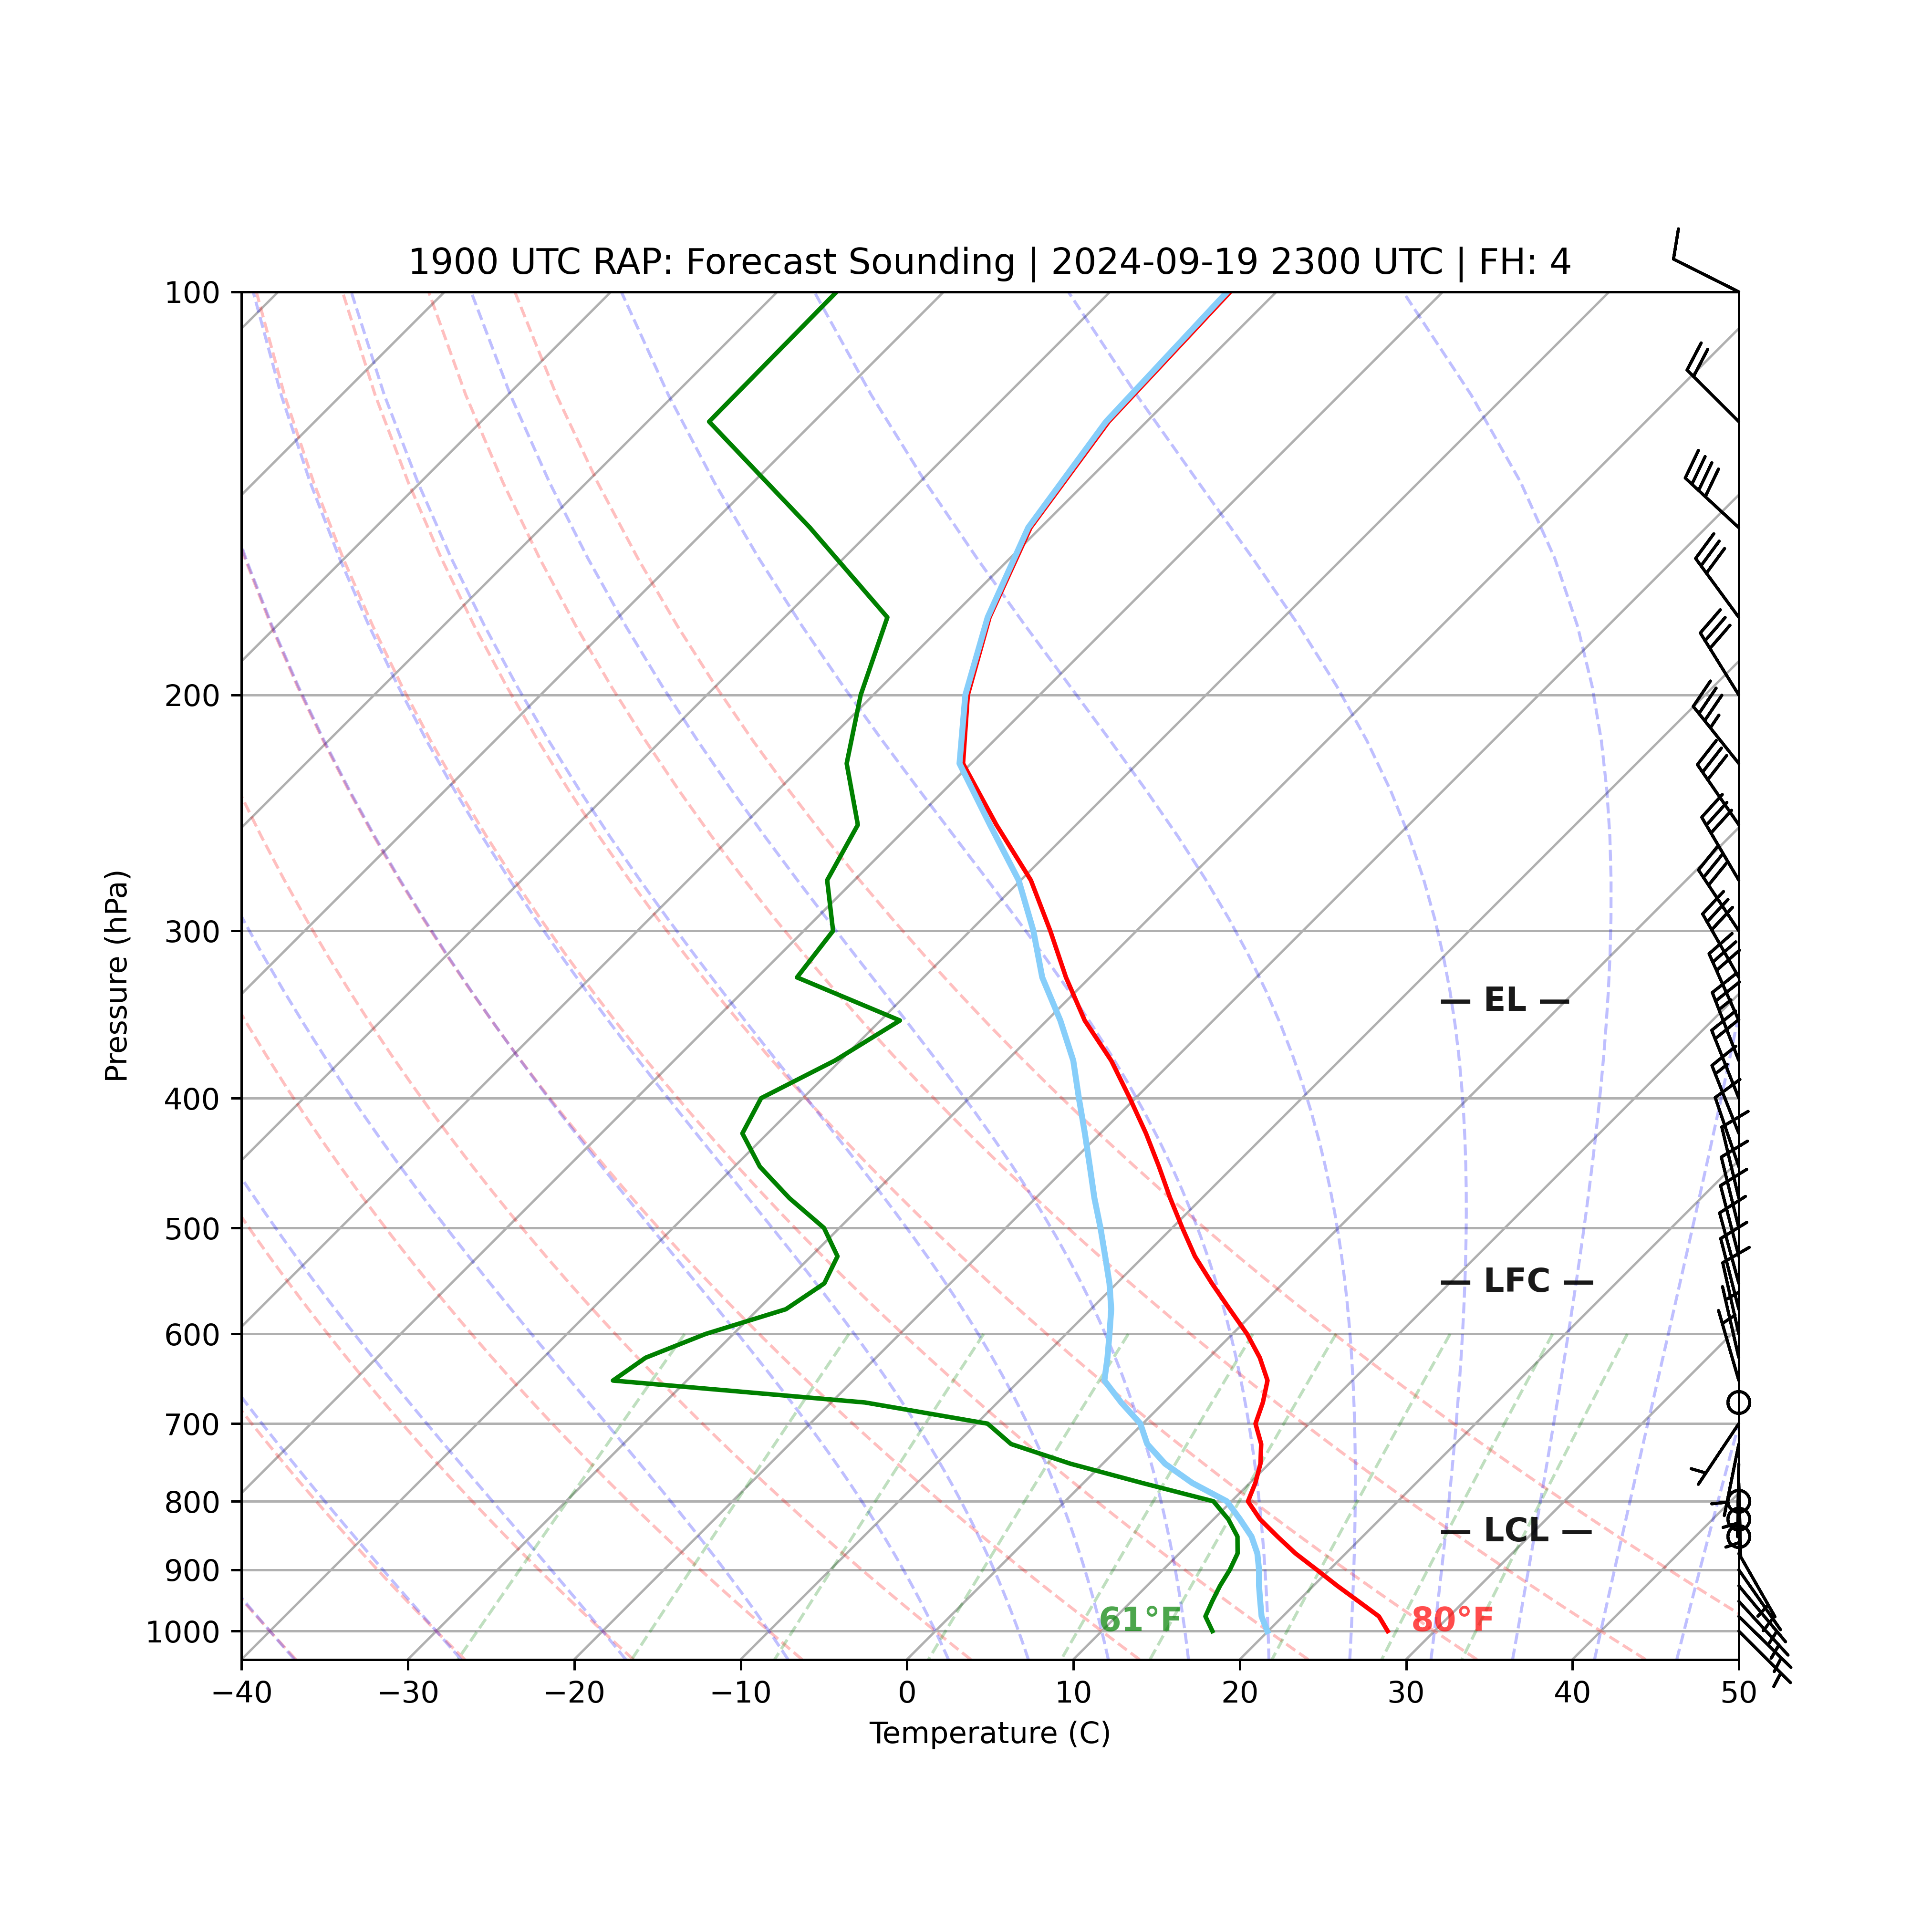 1900 UTC RAP: Forecast Sounding | 2024-09-19 2300 UTC | FH: 4
100
200
300
400
500
600
700
800
900
1000
Pressure (hPa)
— EL —
— LFC —
— LCL —
61°F
80°F
−40
−30
−20
−10
0
10
20
30
40
50
Temperature (C)